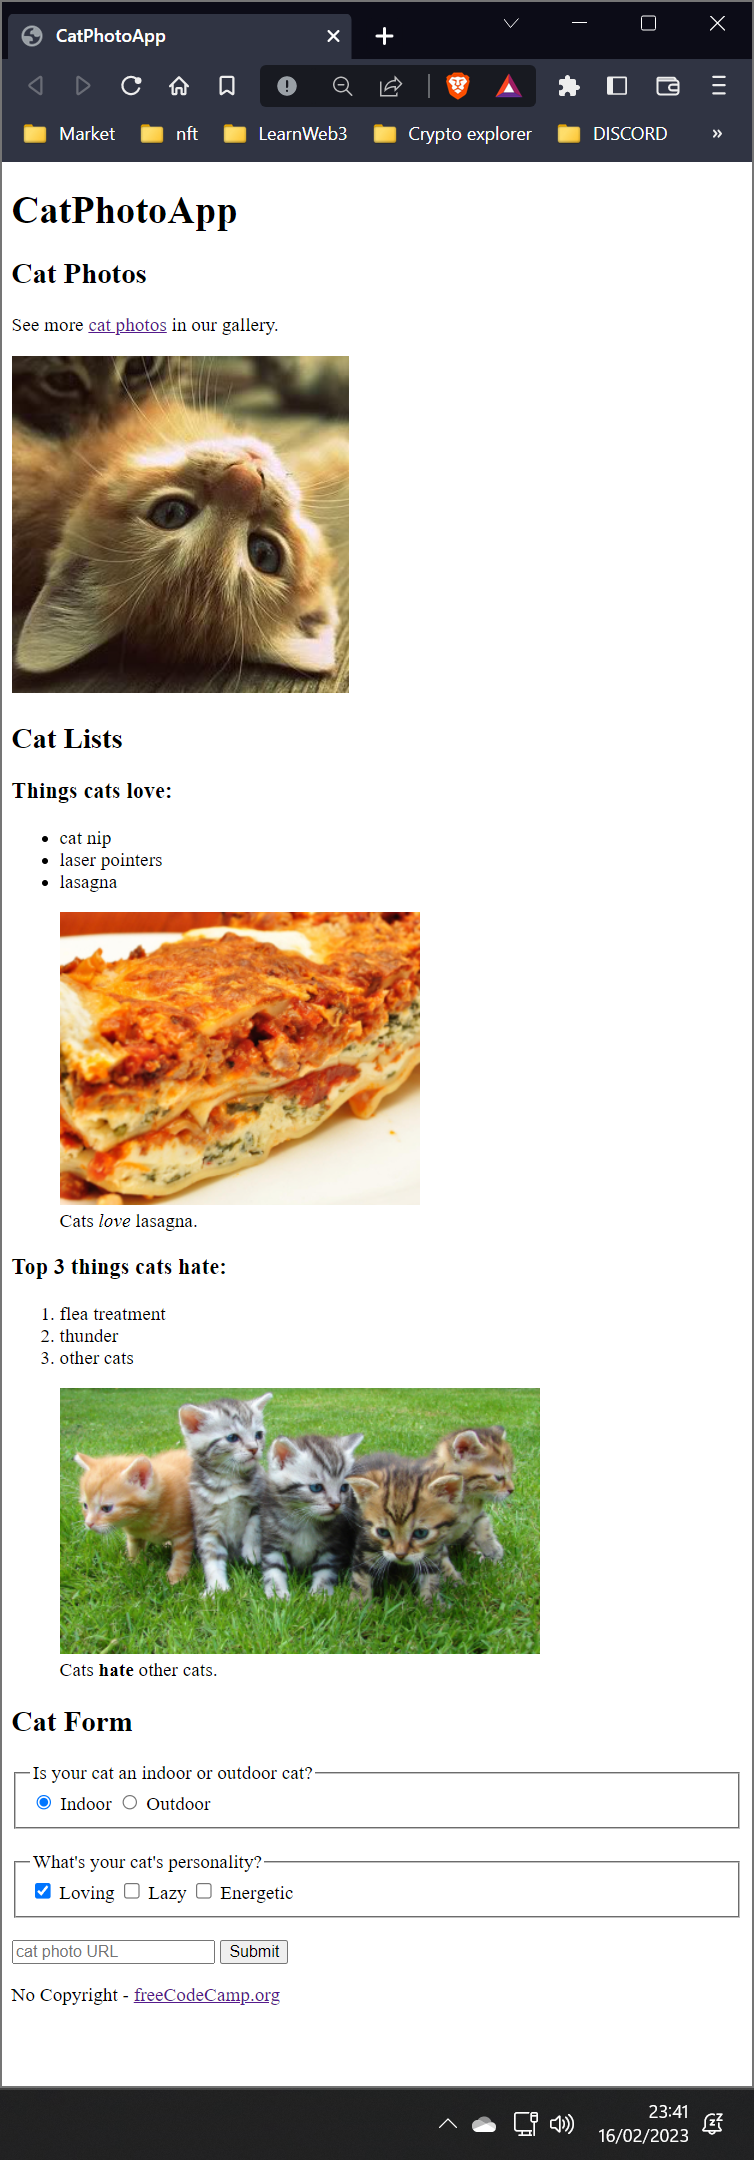 CatPhotoApp
Market nft LearnWeb3 Crypto explorer DISCORD »
CatPhotoApp
Cat Photos
See more cat photos in our gallery.
Cat Lists
Things cats love:
cat nip
laser pointers
lasagna
Cats love lasagna.
Top 3 things cats hate:
1. flea treatment
2. thunder
3. other cats
Cats hate other cats.
Cat Form
Is your cat an indoor or outdoor cat?
Indoor Outdoor
What's your cat's personality?
Loving Lazy Energetic
cat photo URL Submit
No Copyright - freeCodeCamp.org
23:41
16/02/2023